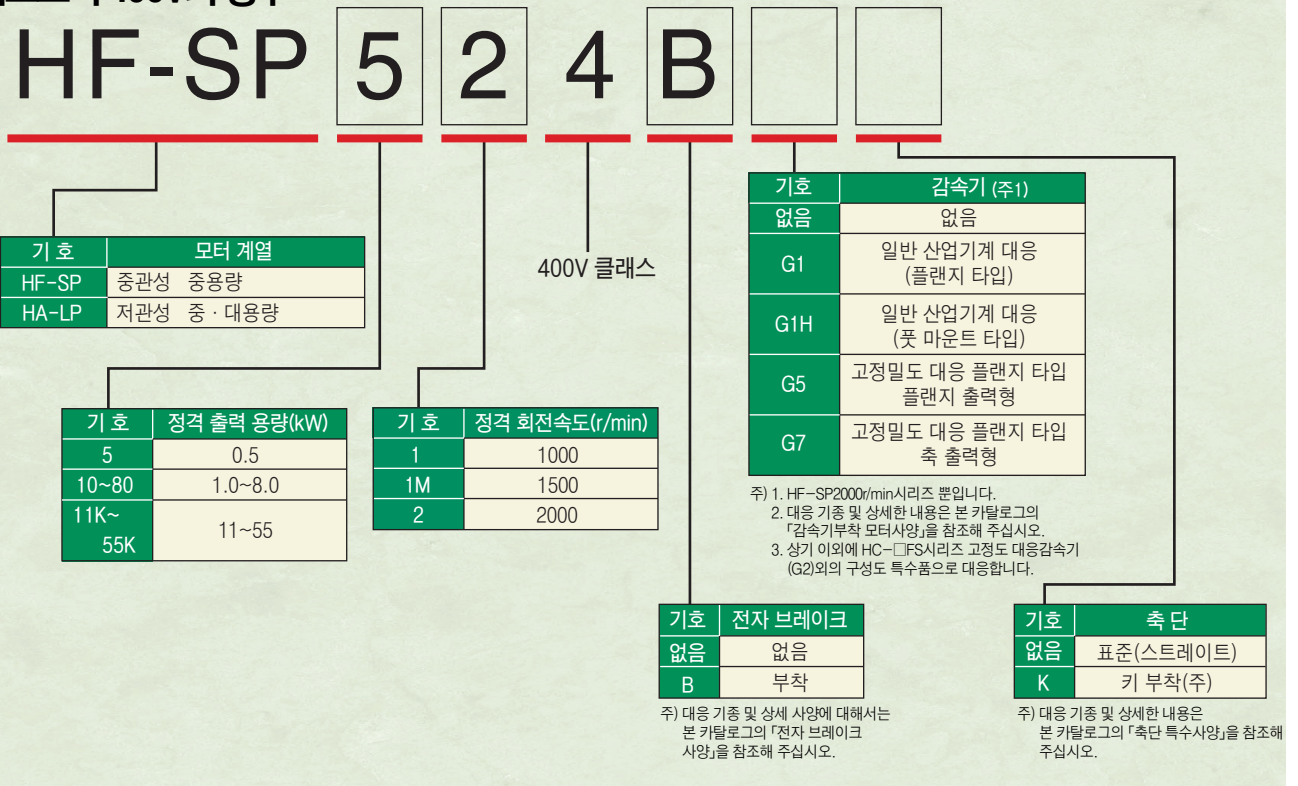 HF-SP 5 2 4 B
400V 클래스
기 호 모터 계열
HF-SP 중관성 중용량
HA-LP 저관성 중 · 대용량
기 호 정격 출력 용량(kW)
5 0.5
10~80 1.0~8.0
11K~
55K
11~55
기 호 정격 회전속도(r/min)
1 1000
1M 1500
2 2000
기호 감속기 (주1)
없음 없음
G1 일반 산업기계 대응
(플랜지 타입)
G1H 일반 산업기계 대응
(풋 마운트 타입)
G5 고정밀도 대응 플랜지 타입
플랜지 출력형
G7 고정밀도 대응 플랜지 타입
축 출력형
주) 1. HF-SP2000r/min시리즈 뿐입니다.
2. 대응 기종 및 상세한 내용은 본 카탈로그의
「감속기부착 모터사양」을 참조해 주십시오.
3. 상기 이외에 HC-□FS시리즈 고정도 대응감속기
(G2)외의 구성도 특수품으로 대응합니다.
기호 전자 브레이크
없음 없음
B 부착
주) 대응 기종 및 상세 사양에 대해서는
본 카탈로그의 「전자 브레이크
사양」을 참조해 주십시오.
기호 축 단
없음 표준(스트레이트)
K 키 부착(주)
주) 대응 기종 및 상세한 내용은
본 카탈로그의 「축단 특수사양」을 참조해
주십시오.